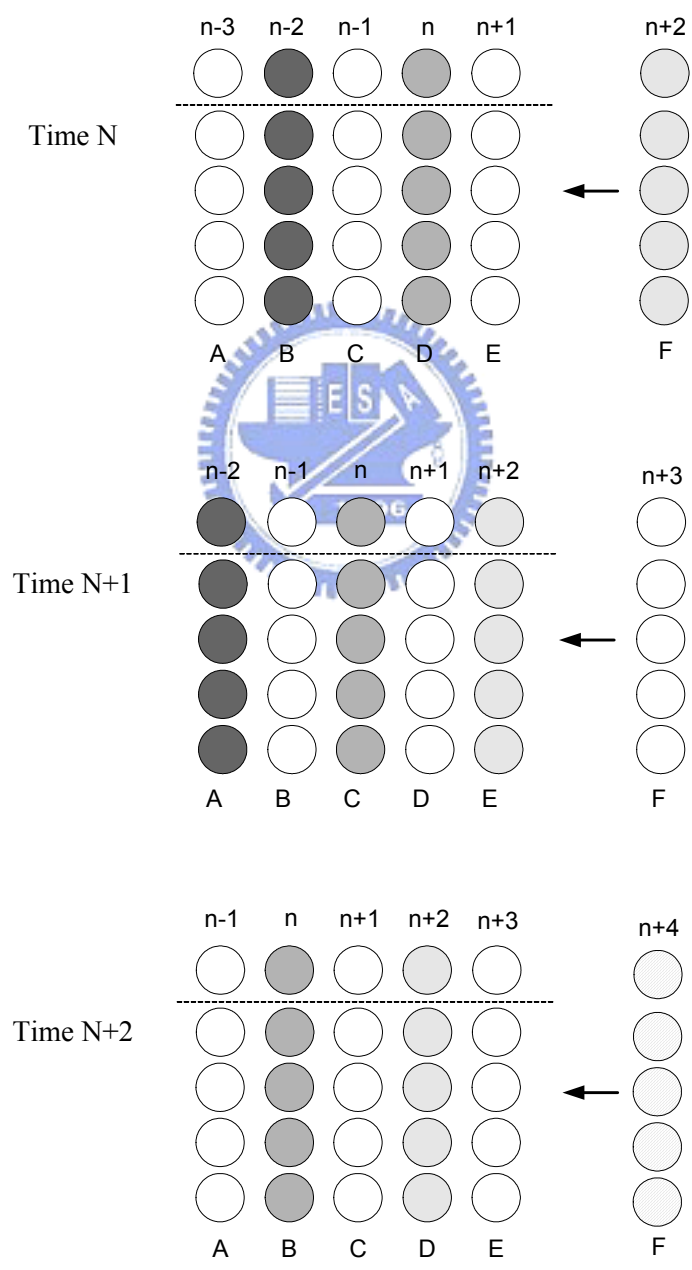 n-3 n-2 n-1 n n+1 n+2
Time N
A B C D E F
E S A
n-2 n-1 n n+1 n+2 n+3
Time N+1
A B C D E F
n-1 n n+1 n+2 n+3 n+4
Time N+2
A B C D E F